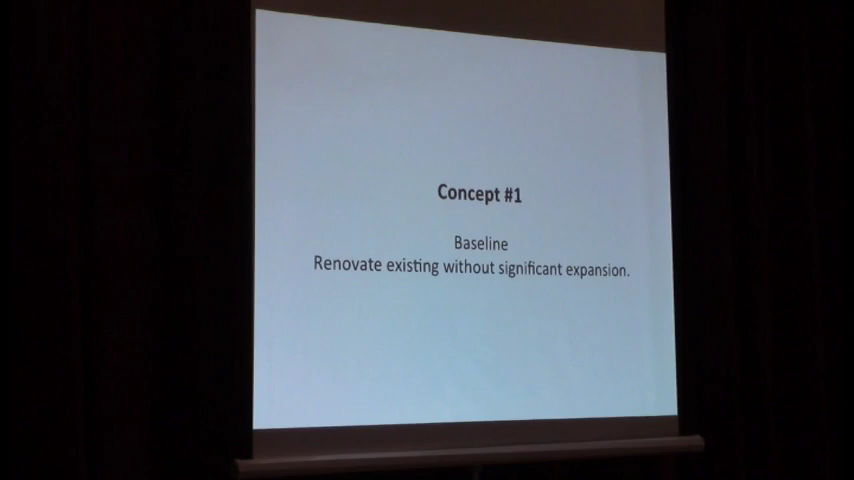 Concept #1
Baseline
Renovate existing without significant expansion.